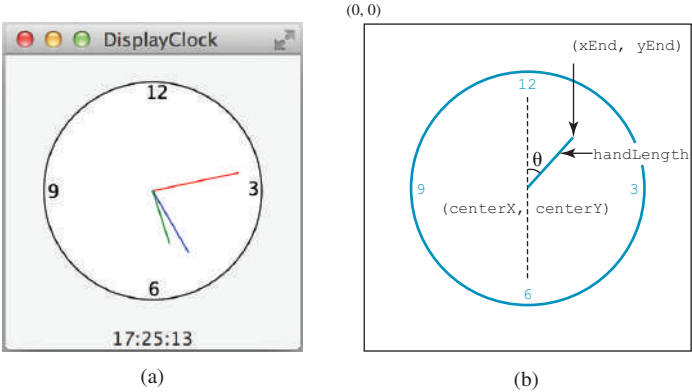 DisplayClock
12
9
3
6
17:25:13
(a)
(0, 0)
(xEnd, yEnd)
12
θ
handLength
9
3
(centerX, centerY)
6
(b)